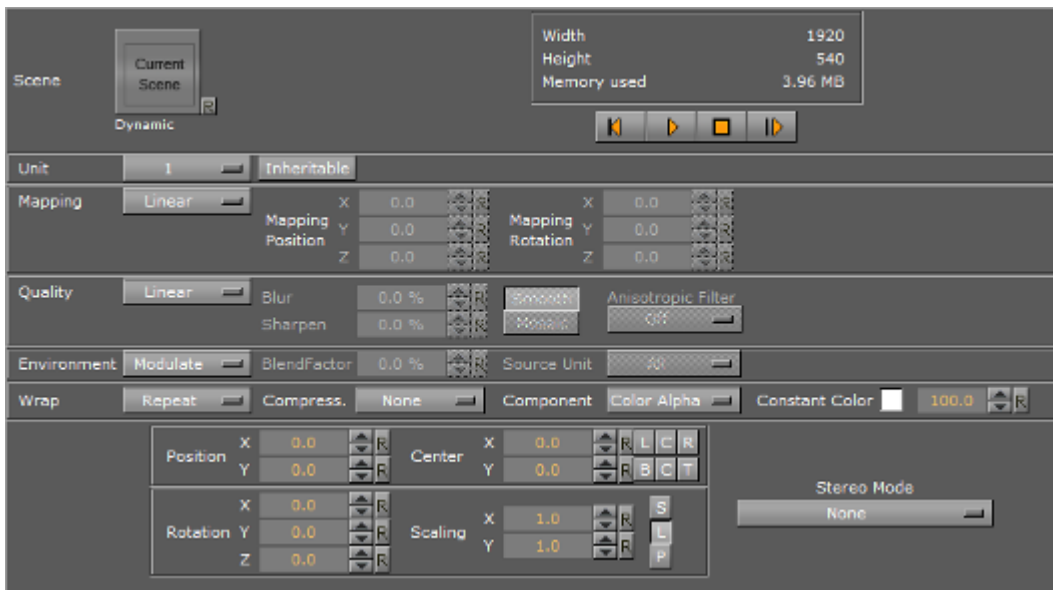 Width 1920
Height 540
Memory used 3.96 MB
Scene Current Scene R
Dynamic
Unit 1 Inheritable
Mapping Linear
Mapping Position X 0.0 R Mapping Rotation X 0.0 R
Y 0.0 R Y 0.0 R
Z 0.0 R Z 0.0 R
Quality Linear Blur 0.0 % R Smooth Anisotropic Filter
Sharpen 0.0 % R Mosaic Off
Environment Modulate BlendFactor 0.0 % R Source Unit
Wrap Repeat Compress. None Component Color Alpha Constant Color 100.0 R
Position X 0.0 R Center X 0.0 R L C R
Y 0.0 R Y 0.0 R B C T
Stereo Mode
None
Rotation X 0.0 R Scaling X 1.0 R S
Y 0.0 R Y 1.0 R L
Z 0.0 R P